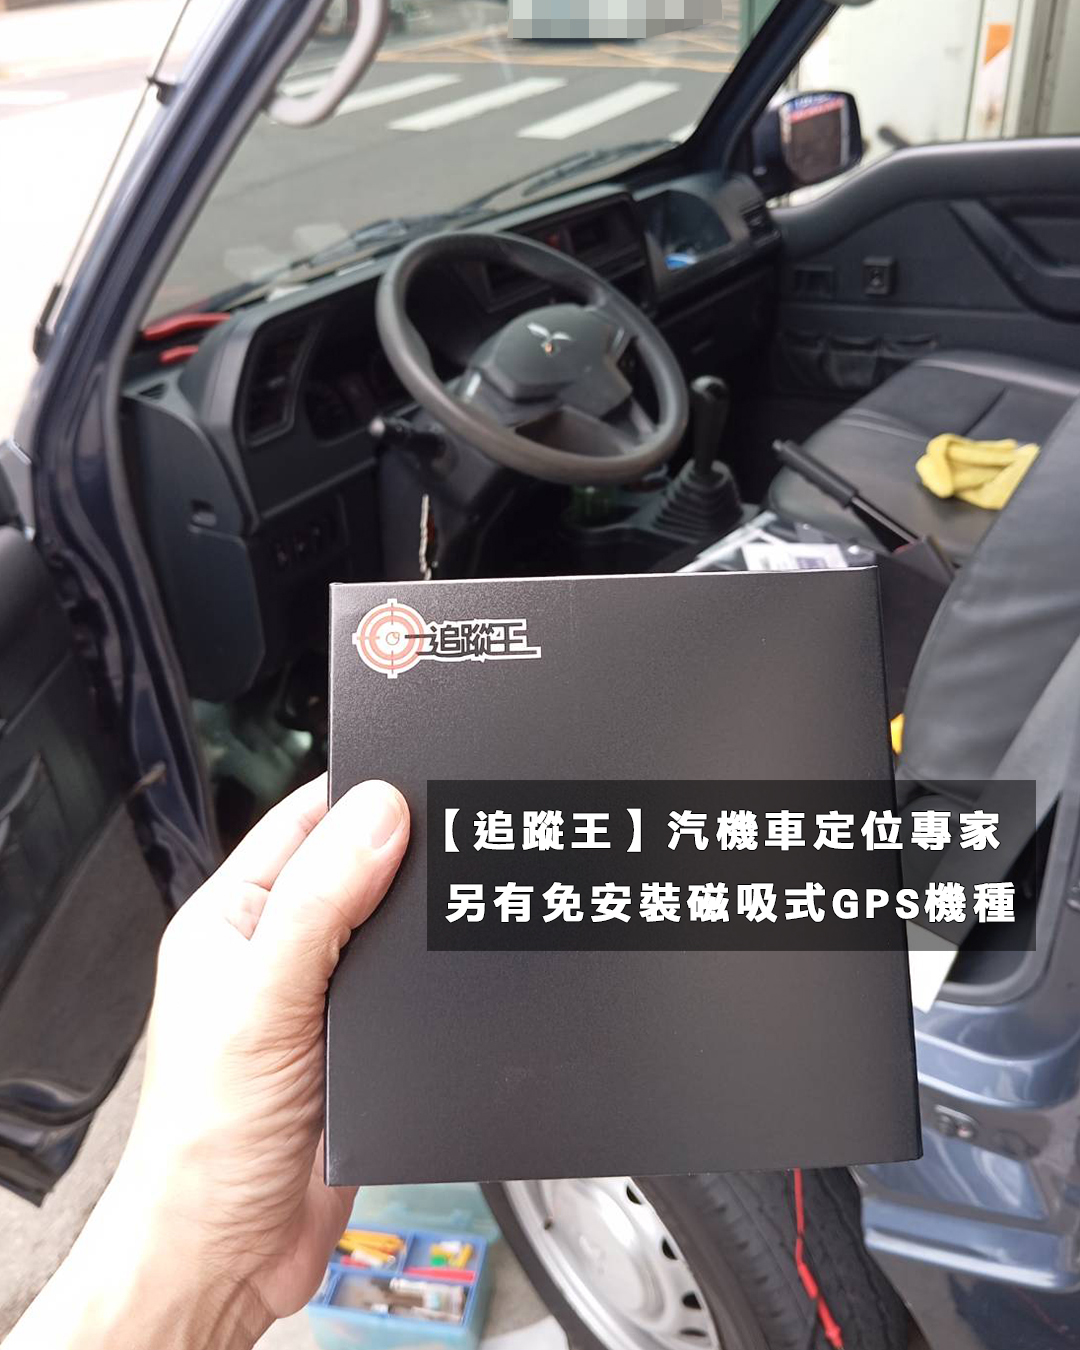 追蹤王
【追蹤王】汽機車定位專家
另有免安裝磁吸式GPS機種